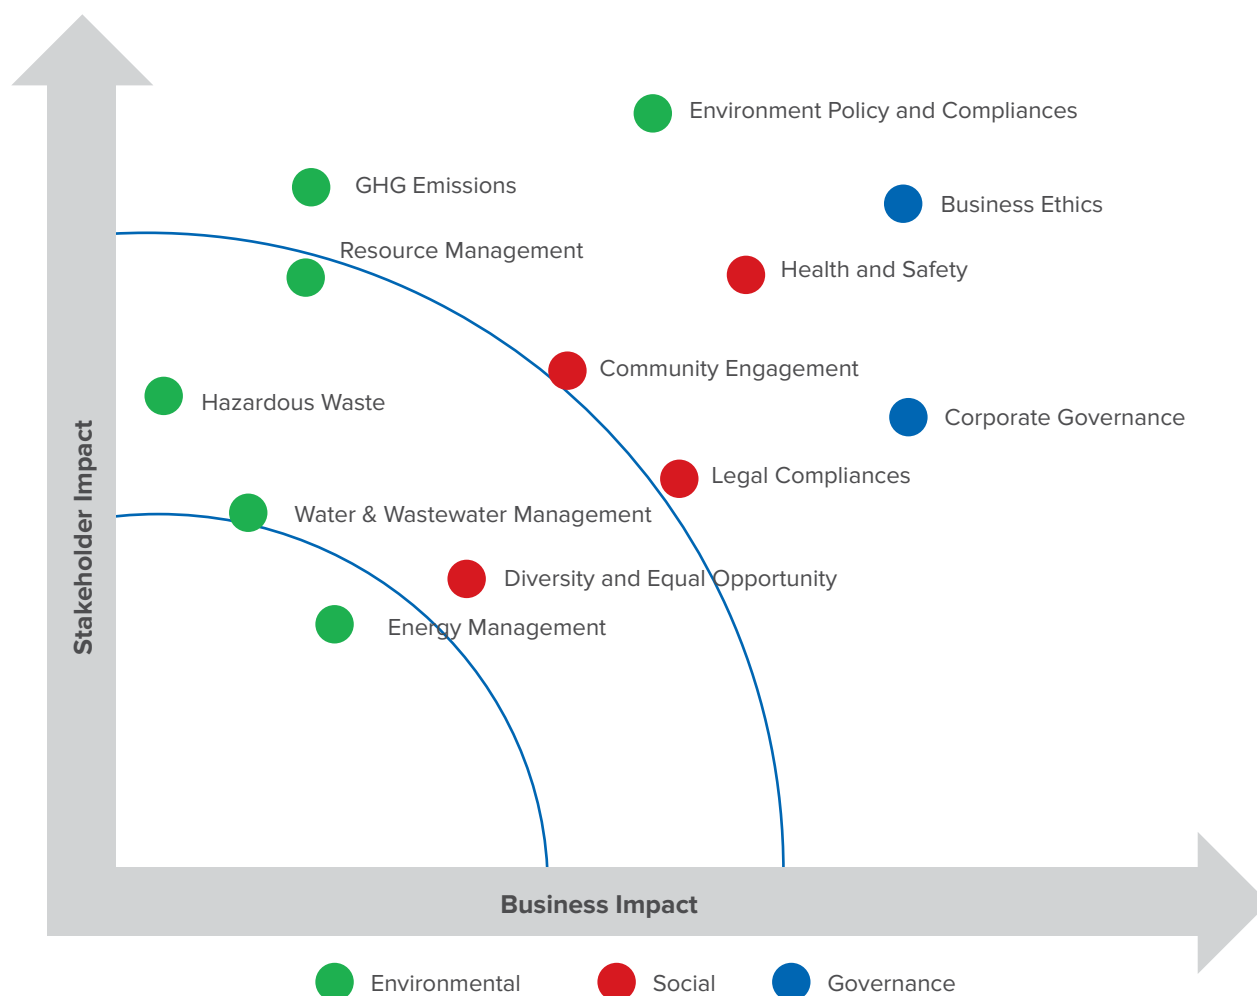 Environment Policy and Compliances
GHG Emissions
Business Ethics
Resource Management
Health and Safety
Community Engagement
Hazardous Waste
Corporate Governance
Legal Compliances
Water & Wastewater Management
Diversity and Equal Opportunity
Energy Management
Stakeholder Impact
Business Impact
Environmental
Social
Governance